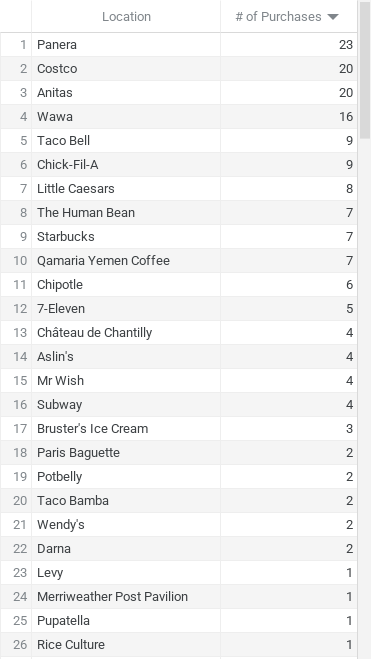 Location # of Purchases
1 Panera 23
2 Costco 20
3 Anitas 20
4 Wawa 16
5 Taco Bell 9
6 Chick-Fil-A 9
7 Little Caesars 8
8 The Human Bean 7
9 Starbucks 7
10 Qamaria Yemen Coffee 7
11 Chipotle 6
12 7-Eleven 5
13 Château de Chantilly 4
14 Aslin's 4
15 Mr Wish 4
16 Subway 4
17 Bruster's Ice Cream 3
18 Paris Baguette 2
19 Potbelly 2
20 Taco Bamba 2
21 Wendy's 2
22 Darna 2
23 Levy 1
24 Merriweather Post Pavilion 1
25 Pupatella 1
26 Rice Culture 1